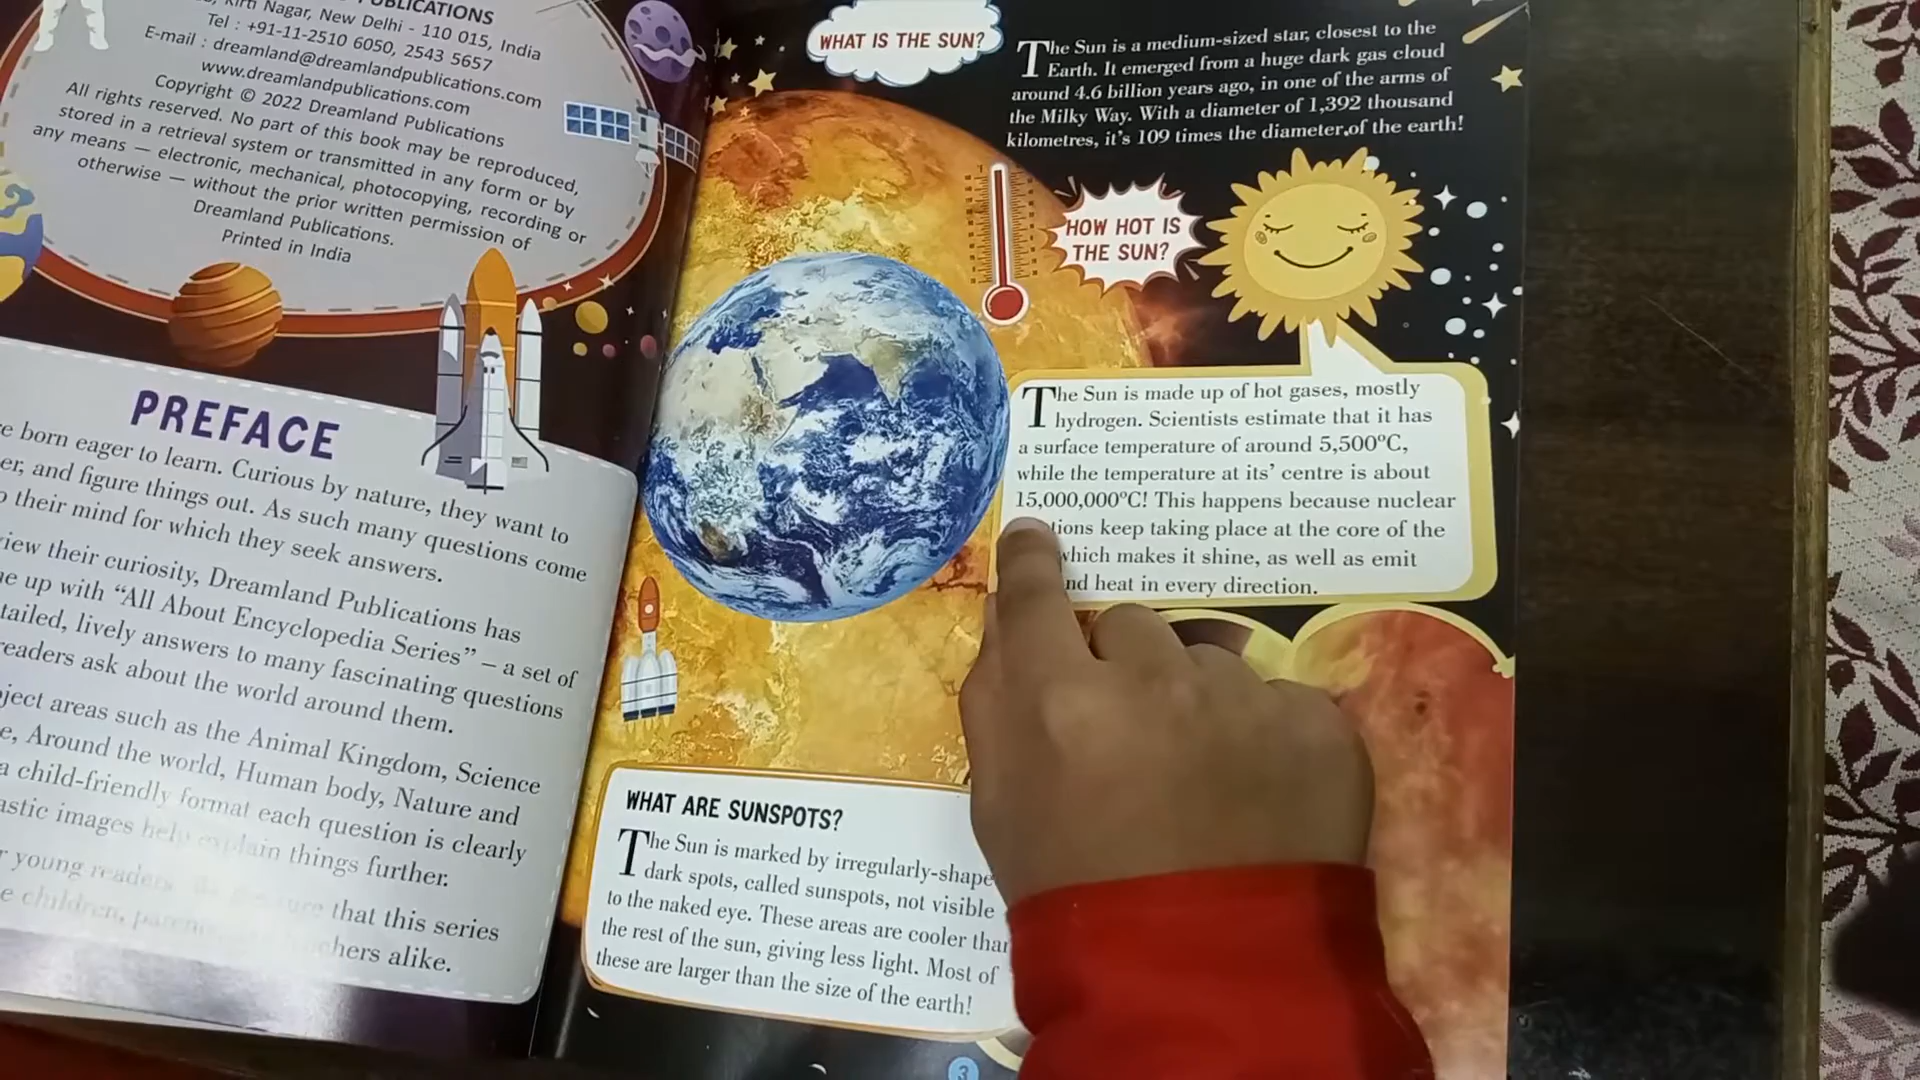 PUBLICATIONS
Kirti Nagar, New Delhi - 110 015, India
Tel : +91-11-2510 6050, 2543 5657
E-mail : dreamland@dreamlandpublications.com
www.dreamlandpublications.com
Copyright © 2022 Dreamland Publications
All rights reserved. No part of this book may be reproduced,
stored in a retrieval system or transmitted in any form or by
any means — electronic, mechanical, photocopying, recording or
otherwise — without the prior written permission of
Dreamland Publications.
Printed in India
PREFACE
born eager to learn. Curious by nature, they want to
and figure things out. As such many questions come
their mind for which they seek answers.
their curiosity, Dreamland Publications has
up with “All About Encyclopedia Series” – a set of
lively answers to many fascinating questions
readers ask about the world around them.
areas such as the Animal Kingdom, Science
Around the world, Human body, Nature and
a child-friendly format each question is clearly
images help explain things further.
young readers. that this series
children, alike.
WHAT IS THE SUN?
The Sun is a medium-sized star, closest to the
Earth. It emerged from a huge dark gas cloud
around 4.6 billion years ago, in one of the arms of
the Milky Way. With a diameter of 1,392 thousand
kilometres, it's 109 times the diameter of the earth!
HOW HOT IS
THE SUN?
The Sun is made up of hot gases, mostly
hydrogen. Scientists estimate that it has
a surface temperature of around 5,500ºC,
while the temperature at its’ centre is about
15,000,000ºC! This happens because nuclear
keep taking place at the core of the
which makes it shine, as well as emit
heat in every direction.
WHAT ARE SUNSPOTS?
The Sun is marked by irregularly-shape
dark spots, called sunspots, not visible
to the naked eye. These areas are cooler than
the rest of the sun, giving less light. Most of
these are larger than the size of the earth!
3